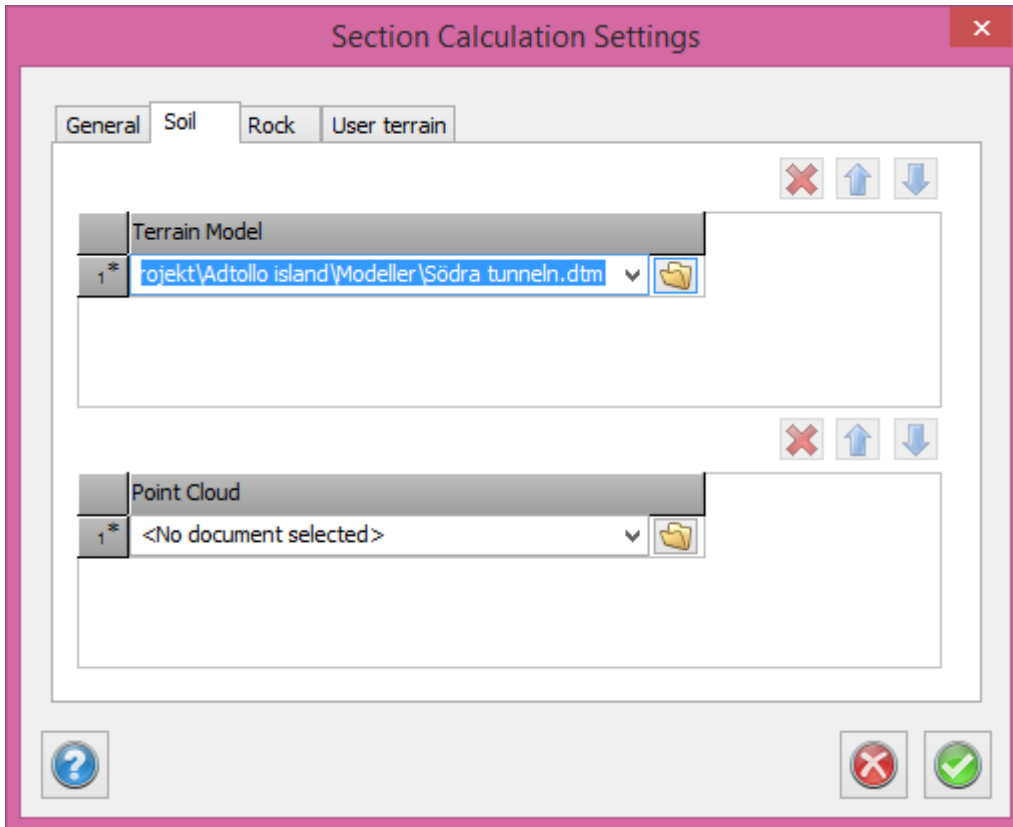 Section Calculation Settings
General Soil Rock User terrain
Terrain Model
1* rojekt\Adtollo island\Modeller\Södra tunneln.dtm
Point Cloud
1* <No document selected>